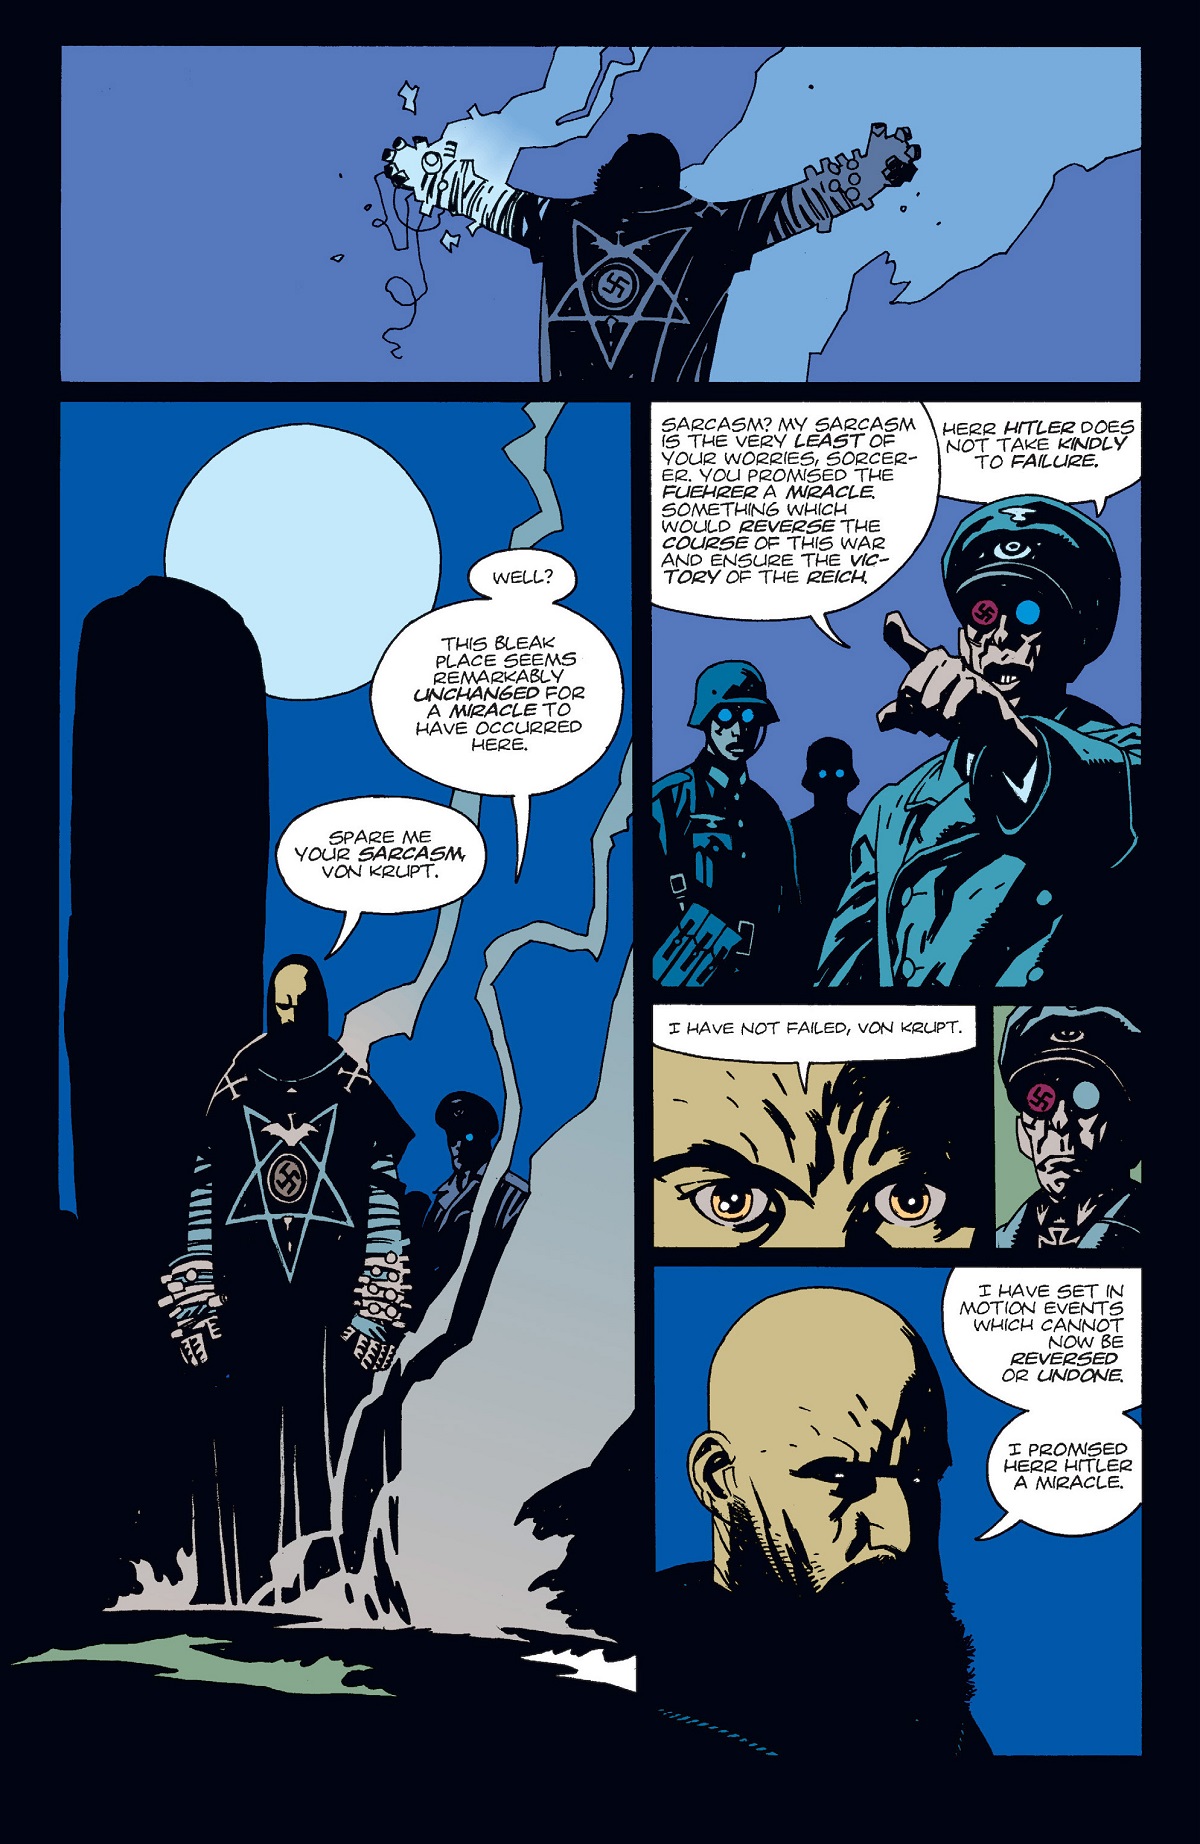 WELL?
THIS BLEAK
PLACE SEEMS
REMARKABLY
UNCHANGED FOR
A MIRACLE TO
HAVE OCCURRED
HERE.
SPARE ME
YOUR SARCASM,
VON KRUPT.
SARCASM? MY SARCASM
IS THE VERY LEAST OF
YOUR WORRIES, SORCER-
ER. YOU PROMISED THE
FUEHRER A MIRACLE.
SOMETHING WHICH
WOULD REVERSE THE
COURSE OF THIS WAR
AND ENSURE THE VIC-
TORY OF THE REICH.
HERR HITLER DOES
NOT TAKE KINDLY
TO FAILURE.
I HAVE NOT FAILED, VON KRUPT.
I HAVE SET IN
MOTION EVENTS
WHICH CANNOT
NOW BE
REVERSED
OR UNDONE.
I PROMISED
HERR HITLER
A MIRACLE.